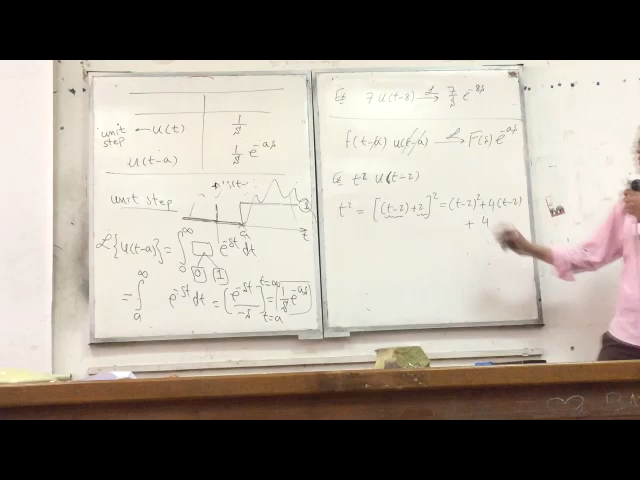 unit step ← u(t) 1/s
u(t-a) 1/s e^{-as}
unit step
a
t
ℒ{u(t-a)} = ∫_0^∞ □ e^{-st} dt
0 1
= ∫_a^∞ e^{-st} dt = [e^{-st}/-s]_{t=a}^{t=∞} = 1/s e^{-as}
Ex 7 u(t-8) →ℒ 7/s e^{-8s}
f(t-a) u(t-a) →ℒ F(s) e^{-as}
Ex t² u(t-2)
t² = [(t-2)+2]² = (t-2)² + 4(t-2)
+ 4